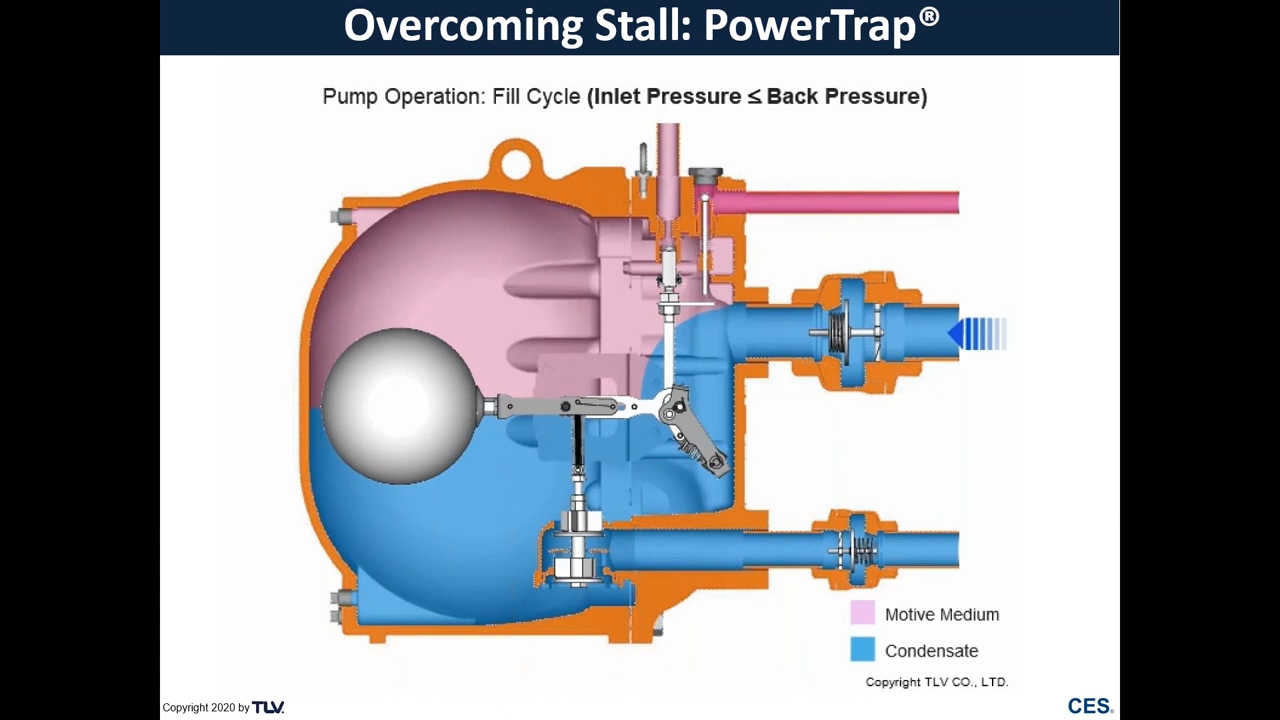 Overcoming Stall: PowerTrap®
Pump Operation: Fill Cycle (Inlet Pressure ≤ Back Pressure)
Motive Medium
Condensate
Copyright TLV CO., LTD.
Copyright 2020 by TLV.
CES®